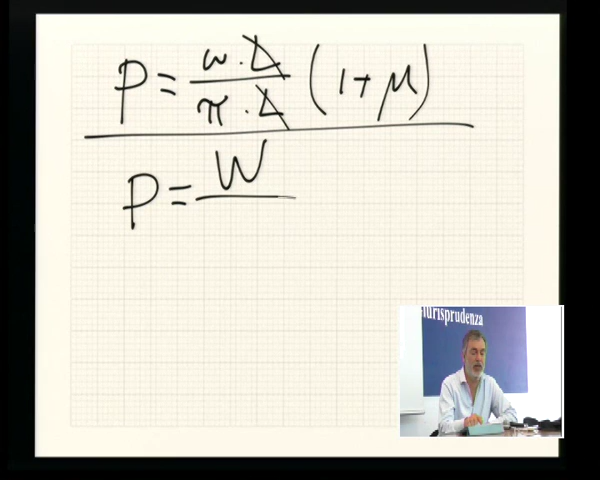 P = w · L / π · L (1 + μ)
P = W
iurisprudenza